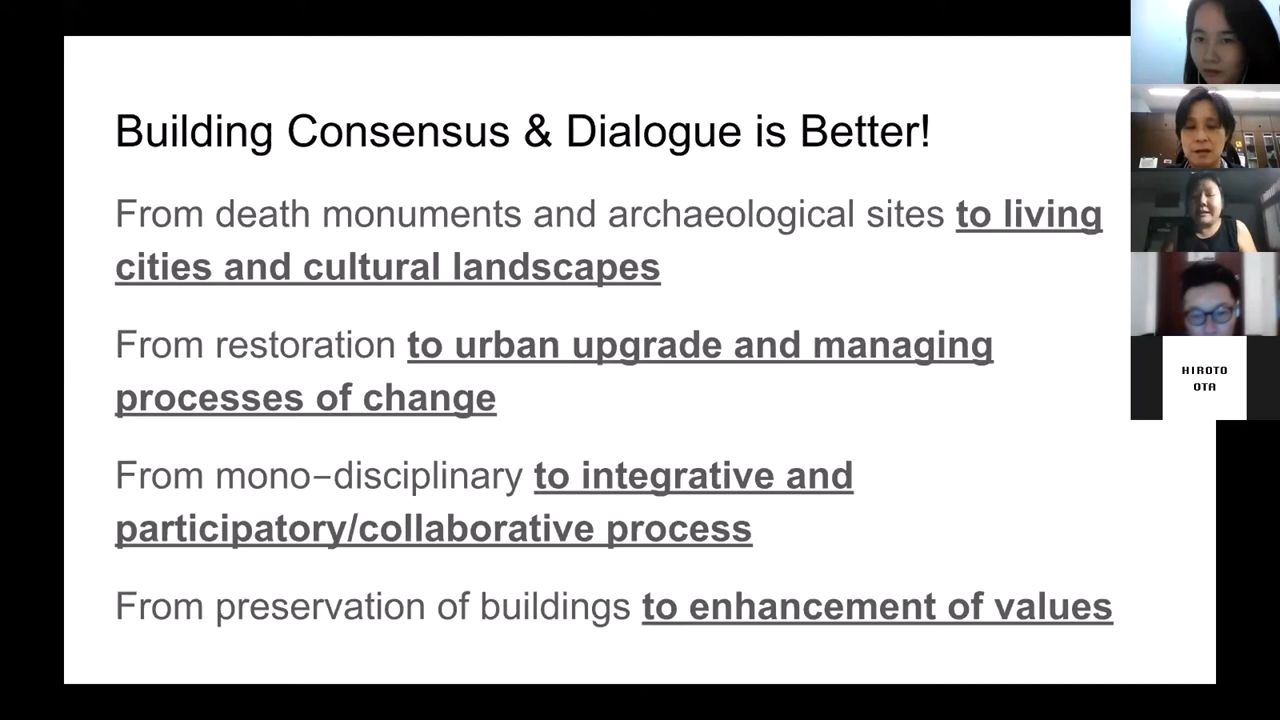 Building Consensus & Dialogue is Better!
From death monuments and archaeological sites to living
cities and cultural landscapes
From restoration to urban upgrade and managing
processes of change
From mono–disciplinary to integrative and
participatory/collaborative process
From preservation of buildings to enhancement of values
HIROTO
OTA